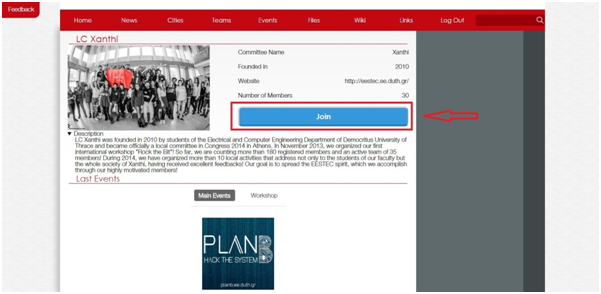 Feedback
Home News Cities Teams Events Files Wiki Links Log Out
LC Xanthi
Committee Name Xanthi
Founded In 2010
Website http://eestec.ee.duth.gr/
Number of Members 30
Join
▼ Description
LC Xanthi was founded in 2010 by students of the Electrical and Computer Engineering Department of Democritus University of
Thrace and became officially a local committee in Congress 2014 in Athens. In November 2013, we organized our first
international workshop "Rock the Bit"! So far, we are counting more than 180 registered members and an active team of 35
members! During 2014, we have organized more than 10 local activities that address not only to the students of our faculty but
the whole society of Xanthi, having received excellent feedbacks! Our goal is to spread the EESTEC spirit, which we accomplish
through our highly motivated members!
Last Events
Main Events Workshop
PLAN B
HACK THE SYSTEM
planb.ee.duth.gr/